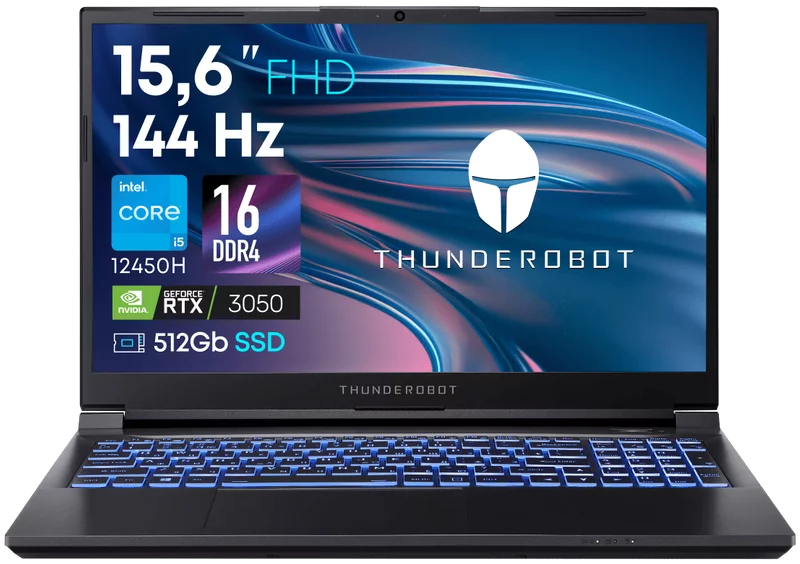 15,6″ FHD
144 Hz
intel.
CORE
i5
12450H
16
DDR4
THUNDEROBOT
NVIDIA.
GEFORCE
RTX
3050
512Gb SSD
THUNDEROBOT